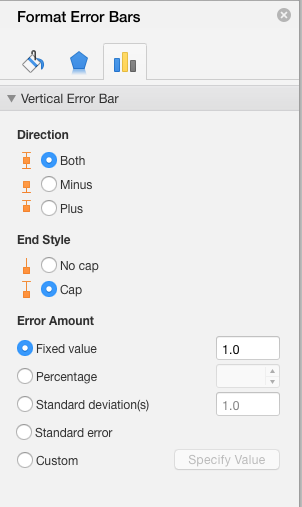 Format Error Bars
Vertical Error Bar
Direction
Both
Minus
Plus
End Style
No cap
Cap
Error Amount
Fixed value 1.0
Percentage
Standard deviation(s) 1.0
Standard error
Custom Specify Value